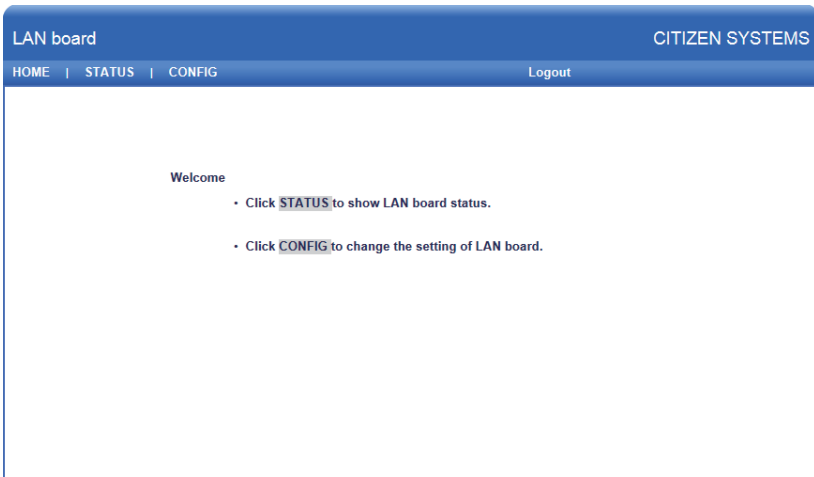 LAN board CITIZEN SYSTEMS
HOME | STATUS | CONFIG Logout
Welcome
• Click STATUS to show LAN board status.
• Click CONFIG to change the setting of LAN board.